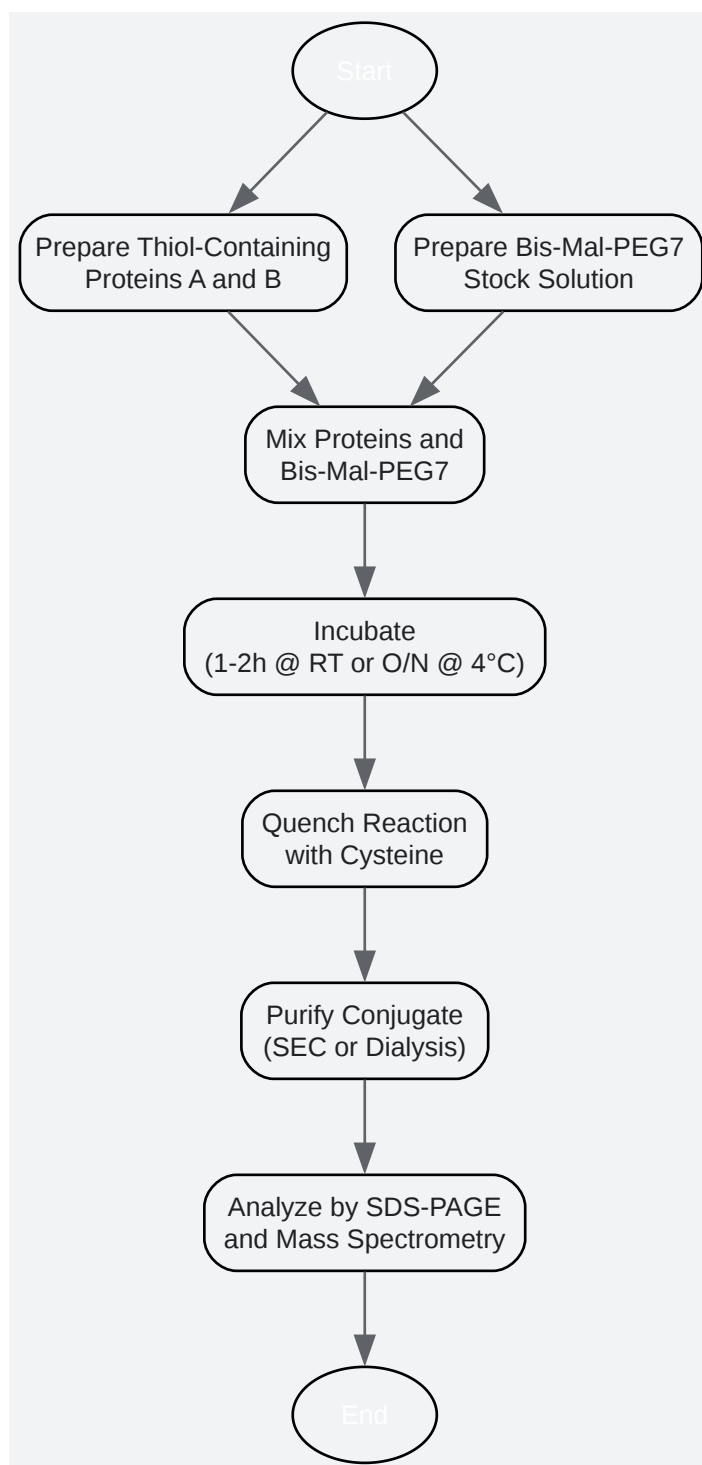 Start
Prepare Thiol-Containing
Proteins A and B
Prepare Bis-Mal-PEG7
Stock Solution
Mix Proteins and
Bis-Mal-PEG7
Incubate
(1-2h @ RT or O/N @ 4°C)
Quench Reaction
with Cysteine
Purify Conjugate
(SEC or Dialysis)
Analyze by SDS-PAGE
and Mass Spectrometry
End